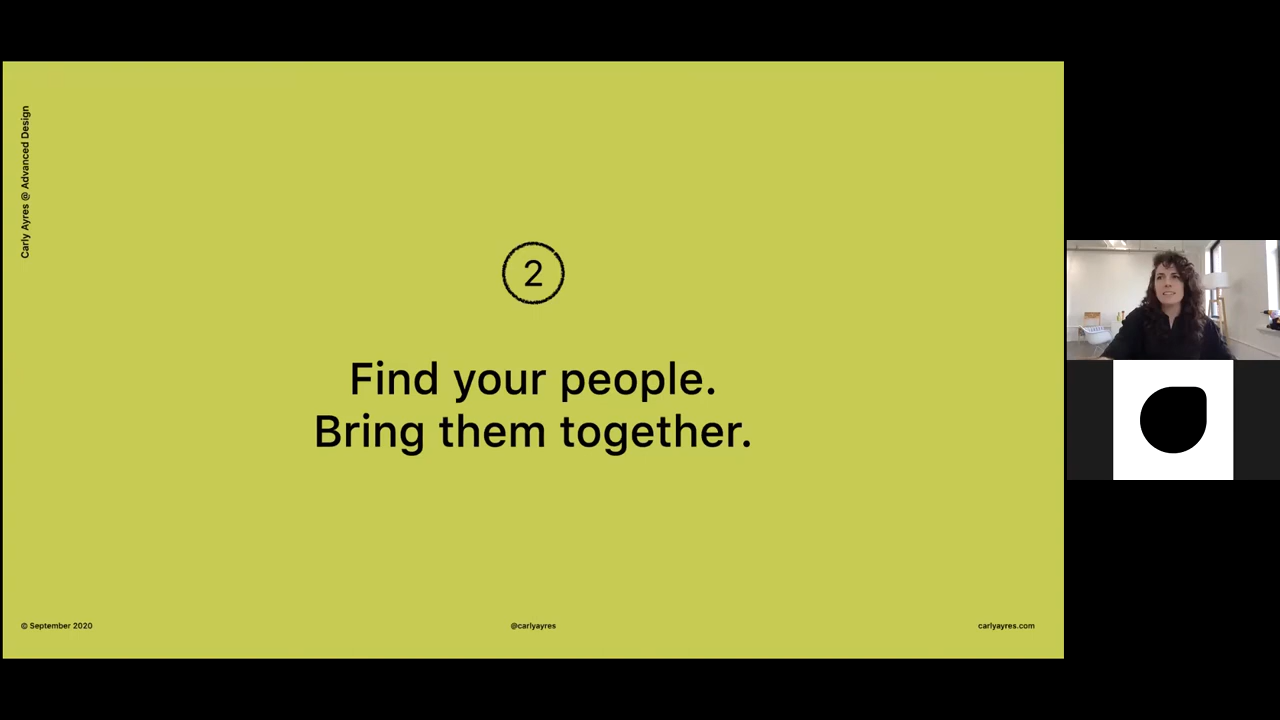 Carly Ayres @ Advanced Design
2
Find your people.
Bring them together.
© September 2020
@carlyayres
carlyayres.com